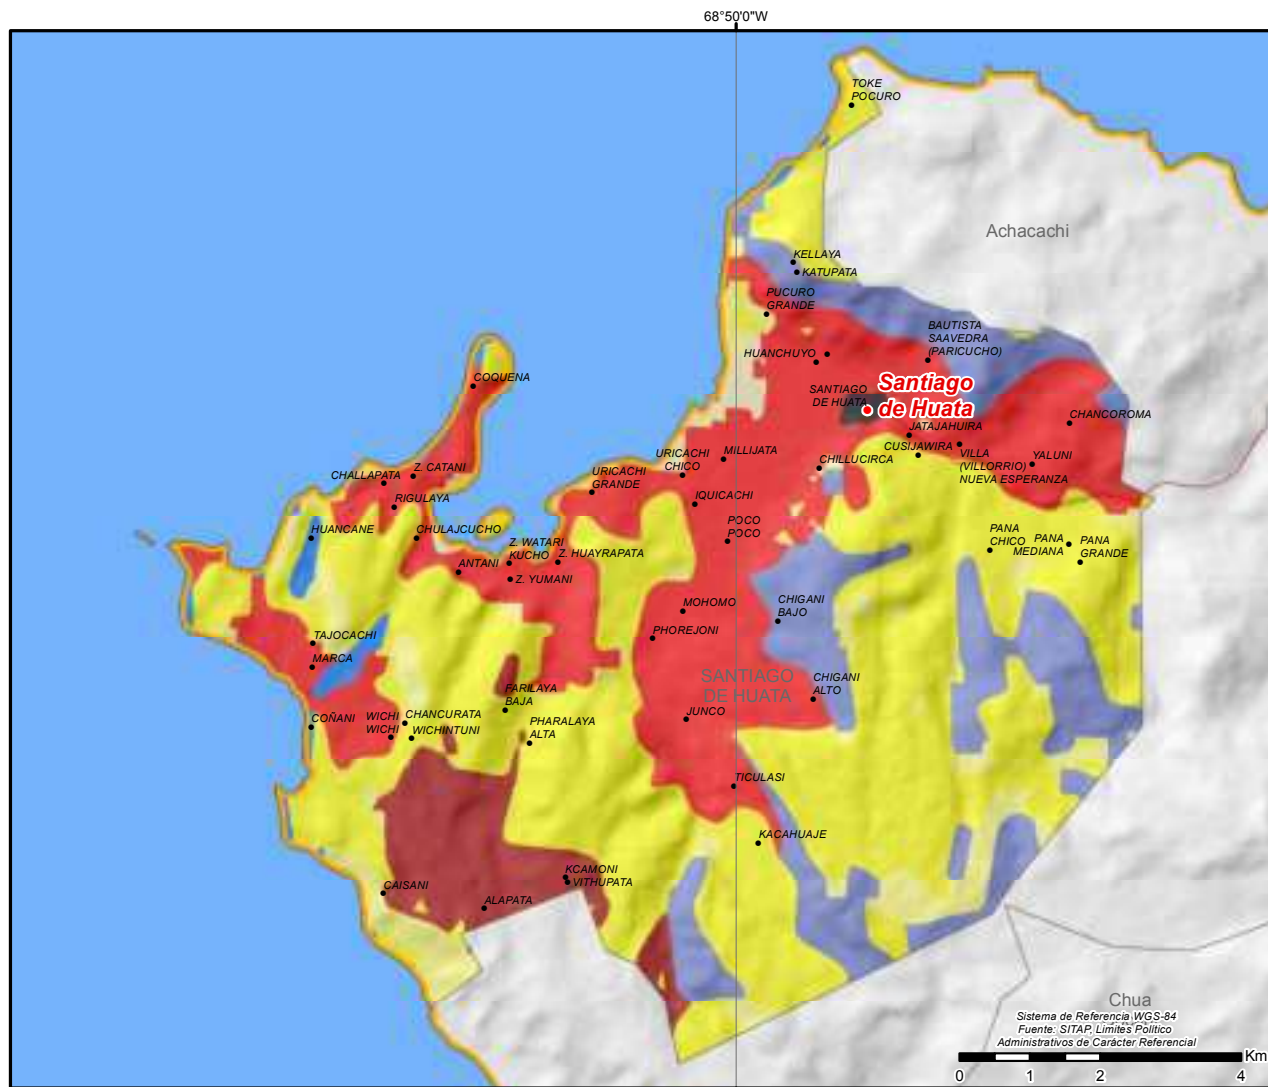 68°50'0"W
TOKE
POCURO
Achacachi
KELLAYA
KATUPATA
PUCURO
GRANDE
BAUTISTA
SAAVEDRA
(PARICUCHO)
HUANCHUYO
COQUENA
SANTIAGO
DE HUATA
Santiago
de Huata
CHANCOROMA
JATAJAHUIRA
CUSIJAWIRA
VILLA
(VILLORRIO)
NUEVA ESPERANZA
YALUNI
MILLIJATA
CHILLUCIRCA
URICACHI
CHICO
URICACHI
GRANDE
Z. CATANI
CHALLAPATA
RIGULAYA
IQUICACHI
HUANCANE
CHULAJCUCHO
POCO
POCO
PANA
CHICO
PANA
MEDIANA
PANA
GRANDE
Z. WATARI
KUCHO
Z. HUAYRAPATA
ANTANI
Z. YUMANI
MOHOMO
CHIGANI
BAJO
PHOREJONI
TAJOCACHI
MARCA
SANTIAGO
DE HUATA
CHIGANI
ALTO
FARILAYA
BAJA
COÑANI
WICHI
WICHI
CHANCURATA
WICHINTUNI
JUNCO
PHARALAYA
ALTA
TICULASI
KACAHUAJE
KCAMONI
VITHUPATA
CAISANI
ALAPATA
Chua
Sistema de Referencia WGS-84
Fuente: SITAP, Limites Político
Administrativos de Carácter Referencial
Km
0 1 2 4